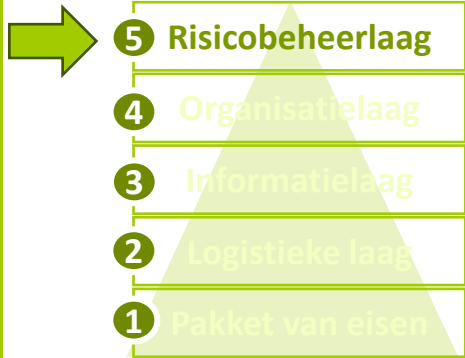 5 Risicobeheerlaag
4 Organisatielaag
3 Informatielaag
2 Logistieke laag
1 Pakket van eisen